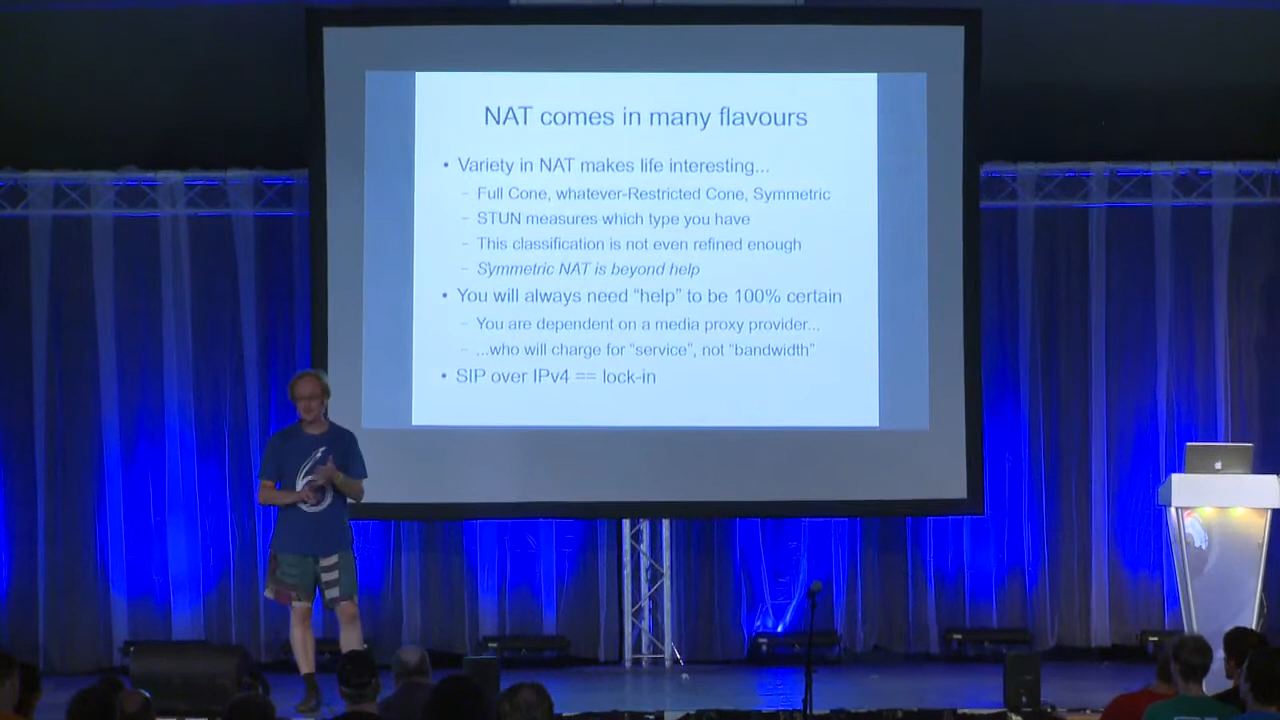 NAT comes in many flavours
• Variety in NAT makes life interesting...
– Full Cone, whatever-Restricted Cone, Symmetric
– STUN measures which type you have
– This classification is not even refined enough
– Symmetric NAT is beyond help
• You will always need “help” to be 100% certain
– You are dependent on a media proxy provider...
– ...who will charge for “service”, not “bandwidth”
• SIP over IPv4 == lock-in
6